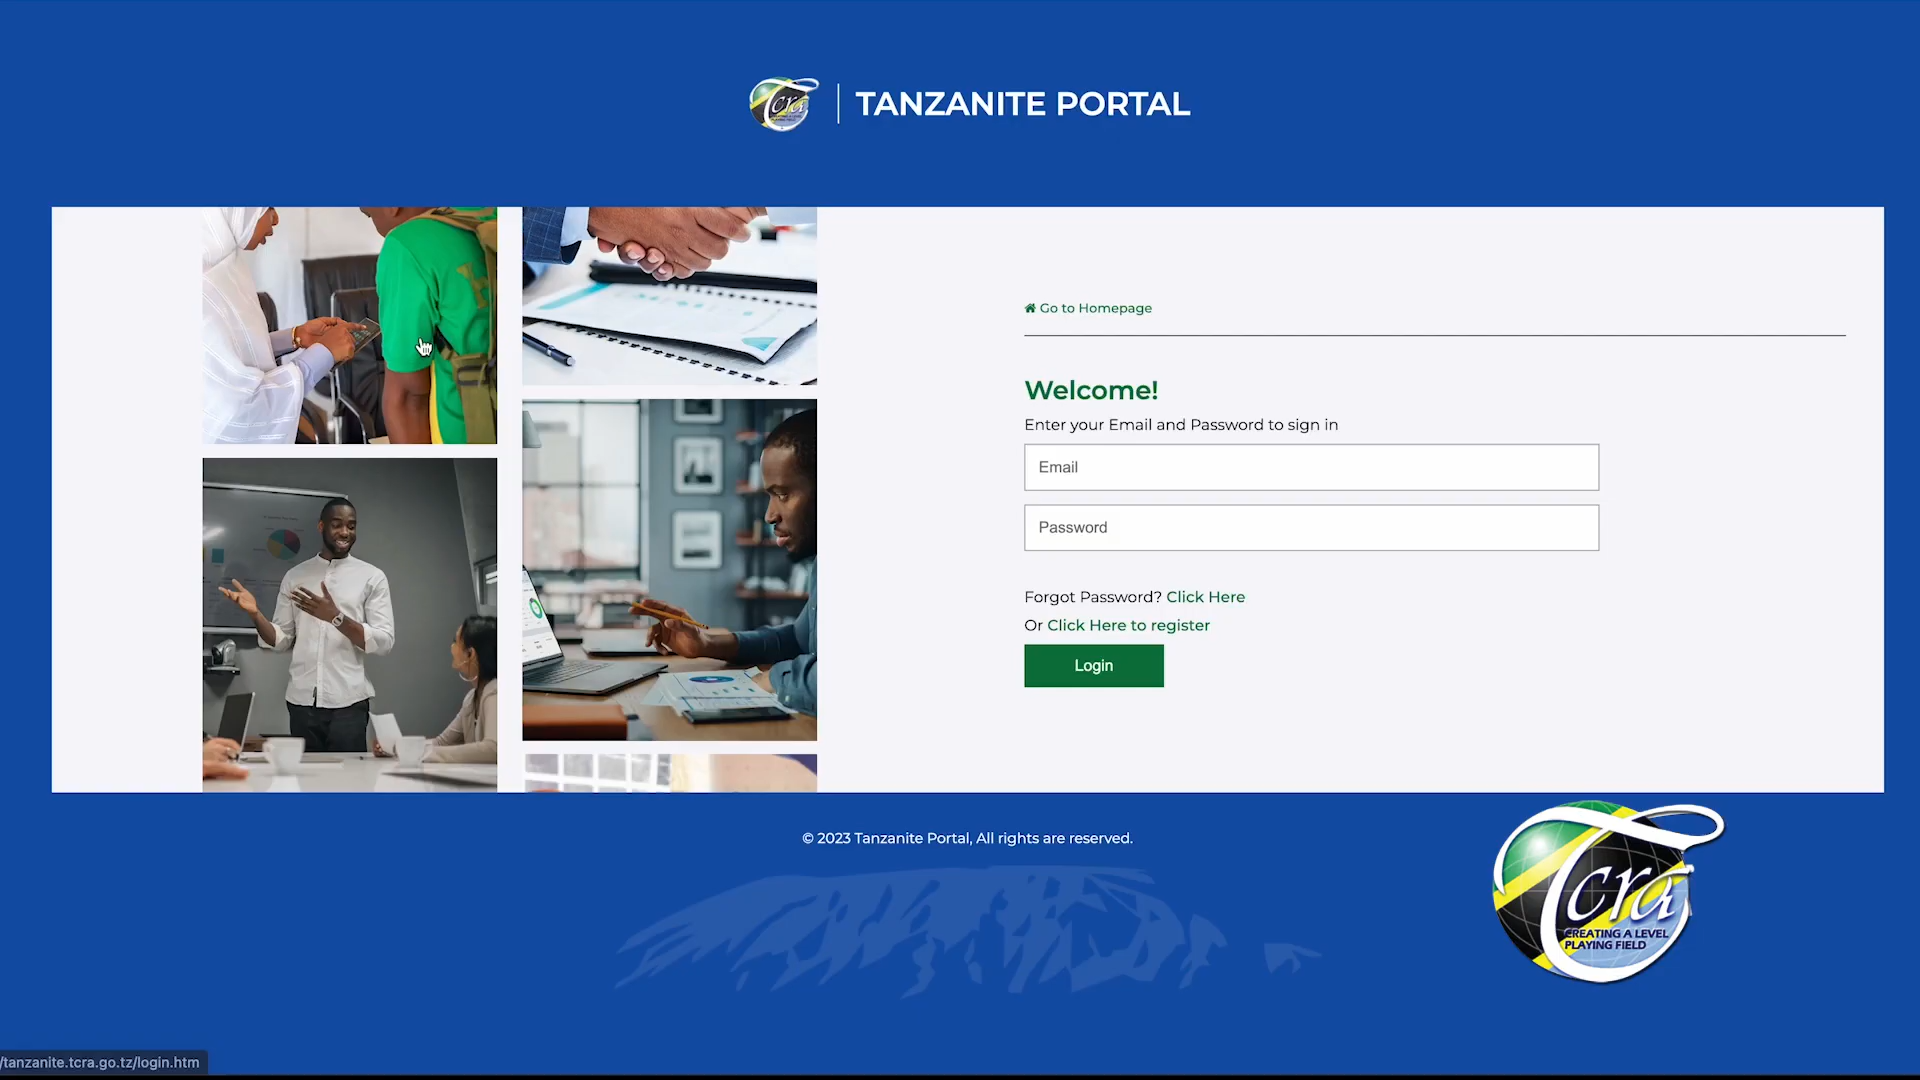 Tcra
TANZANITE PORTAL
Go to Homepage
Welcome!
Enter your Email and Password to sign in
Email
Password
Forgot Password? Click Here
Or Click Here to register
Login
© 2023 Tanzanite Portal, All rights are reserved.
Tcra
CREATING A LEVEL
PLAYING FIELD
/tanzanite.tcra.go.tz/login.htm